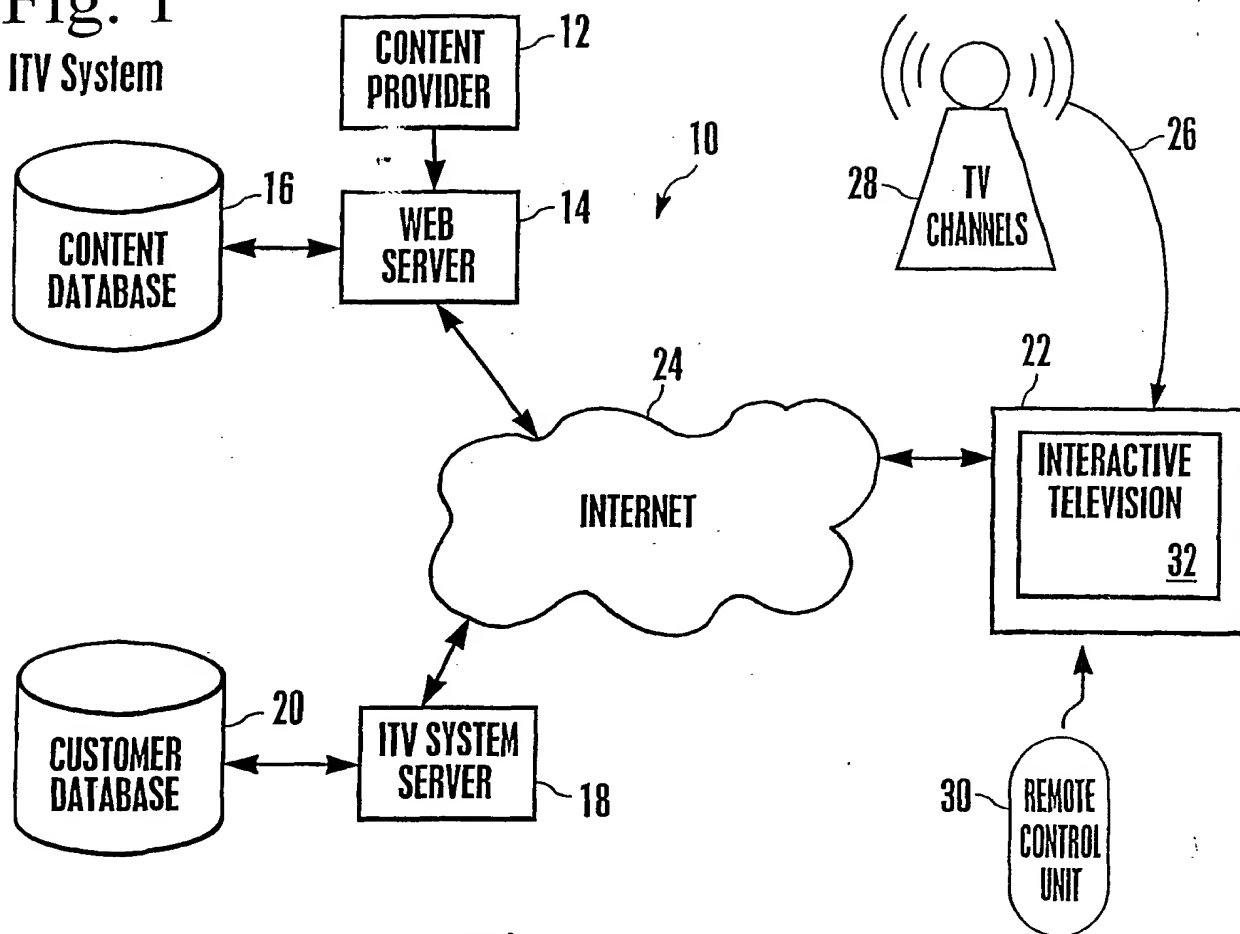 Fig. 1
ITV System
CONTENT
PROVIDER
12
10
26
28
TV
CHANNELS
16
CONTENT
DATABASE
14
WEB
SERVER
24
22
INTERNET
INTERACTIVE
TELEVISION
32
20
CUSTOMER
DATABASE
ITV SYSTEM
SERVER
18
30
REMOTE
CONTROL
UNIT